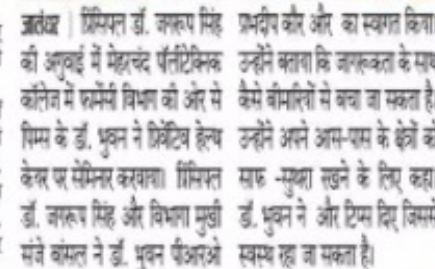 जालंधर | प्रिंसिपल डॉ. जगरूप सिंह
की अगुवाई में मेहरचंद पॉलीटेक्निक
कॉलेज में फार्मेसी विभाग की ओर से
पिम्स के डॉ. भुवन ने प्रिवेंटिव हेल्थ
केयर पर सेमिनार करवाया। प्रिंसिपल
डॉ. जगरूप सिंह और विभाग मुखी
संजे बांसल ने डॉ. भुवन पीआरओ
प्रभदीप कौर और का स्वागत किया
उन्होंने बताया कि जागरूकता के साथ
कैसे बीमारियों से बचा जा सकता है
उन्होंने अपने आस-पास के क्षेत्रों को
साफ -सुथरा रखने के लिए कहा
डॉ. भुवन ने और टिप्स दिए जिससे
स्वस्थ रहा जा सकता है।